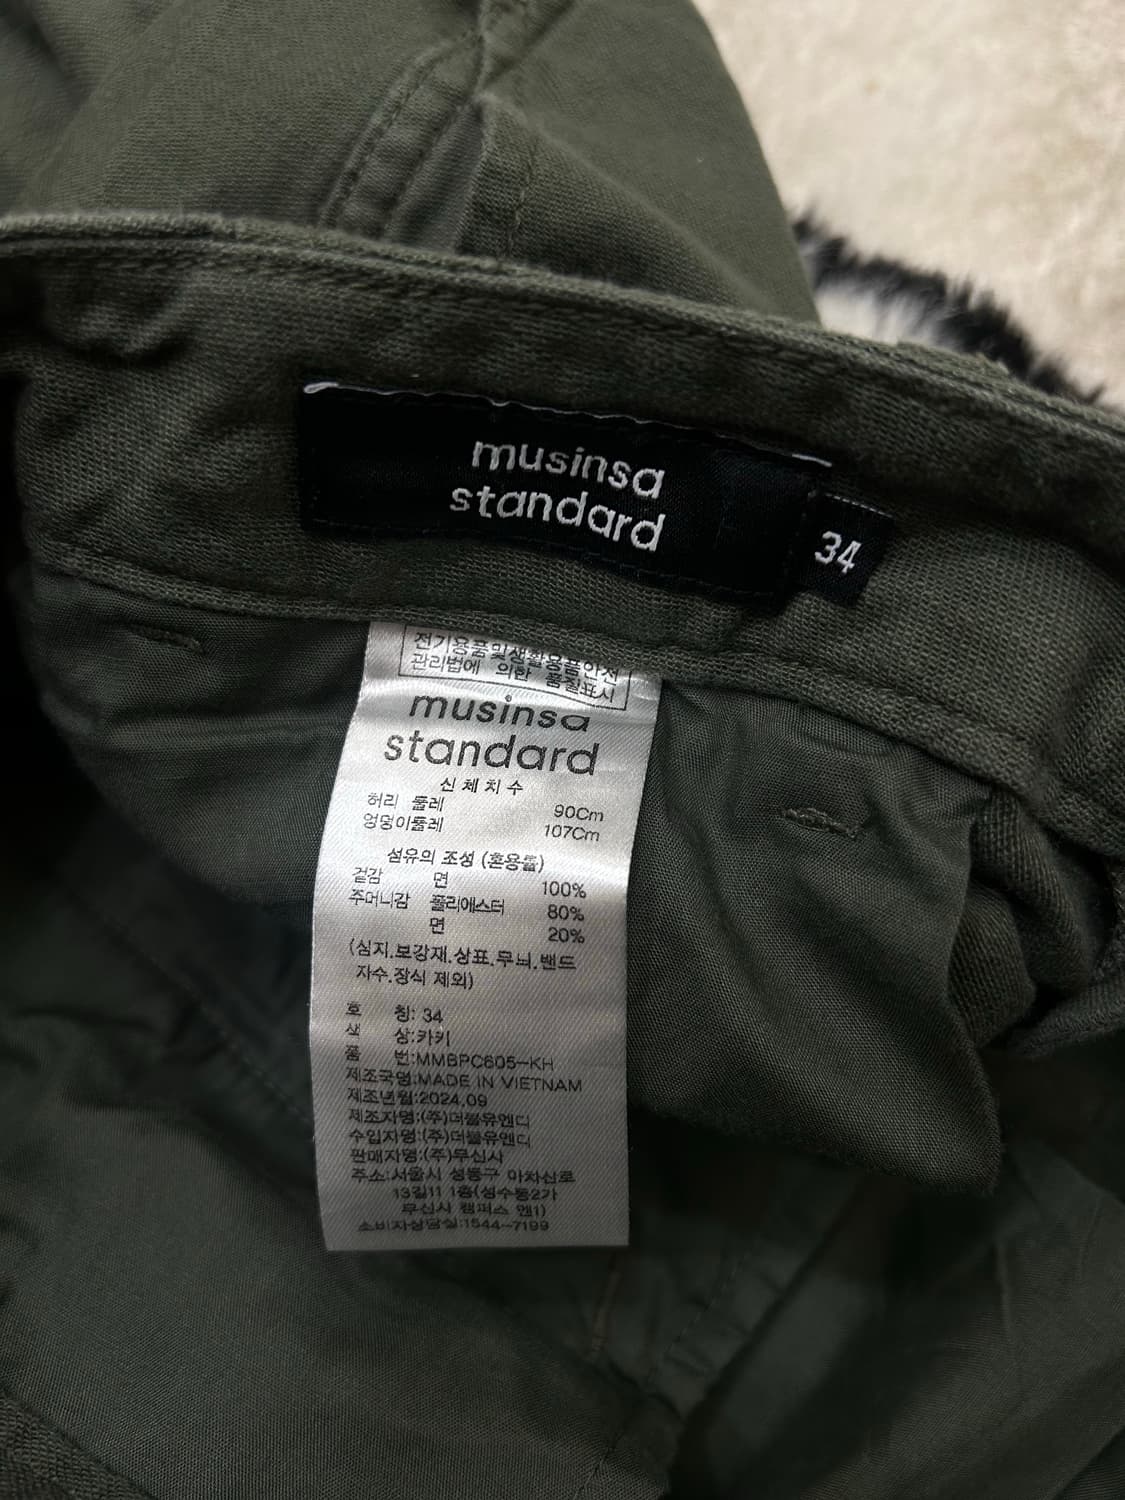 musinsa
standard
34
전기용품및생활용품안전
관리법에 의한 품질표시
musinsa
standard
신체치수
허리 둘레 90Cm
엉덩이둘레 107Cm
섬유의 조성 (혼용률)
겉감 면 100%
주머니감 폴리에스터 80%
면 20%
(심지.보강재.상표.무늬.밴드
자수.장식 제외)
호 칭: 34
색 상:카키
품 번:MMBPC605-KH
제조국명:MADE IN VIETNAM
제조년월:2024.09
제조자명:(주)더블유앤디
수입자명:(주)더블유앤디
판매자명:(주)무신사
주소:서울시 성동구 아차산로
13길11 1층(성수동2가
무신사 캠퍼스 엔1)
소비자상담실:1544-7199